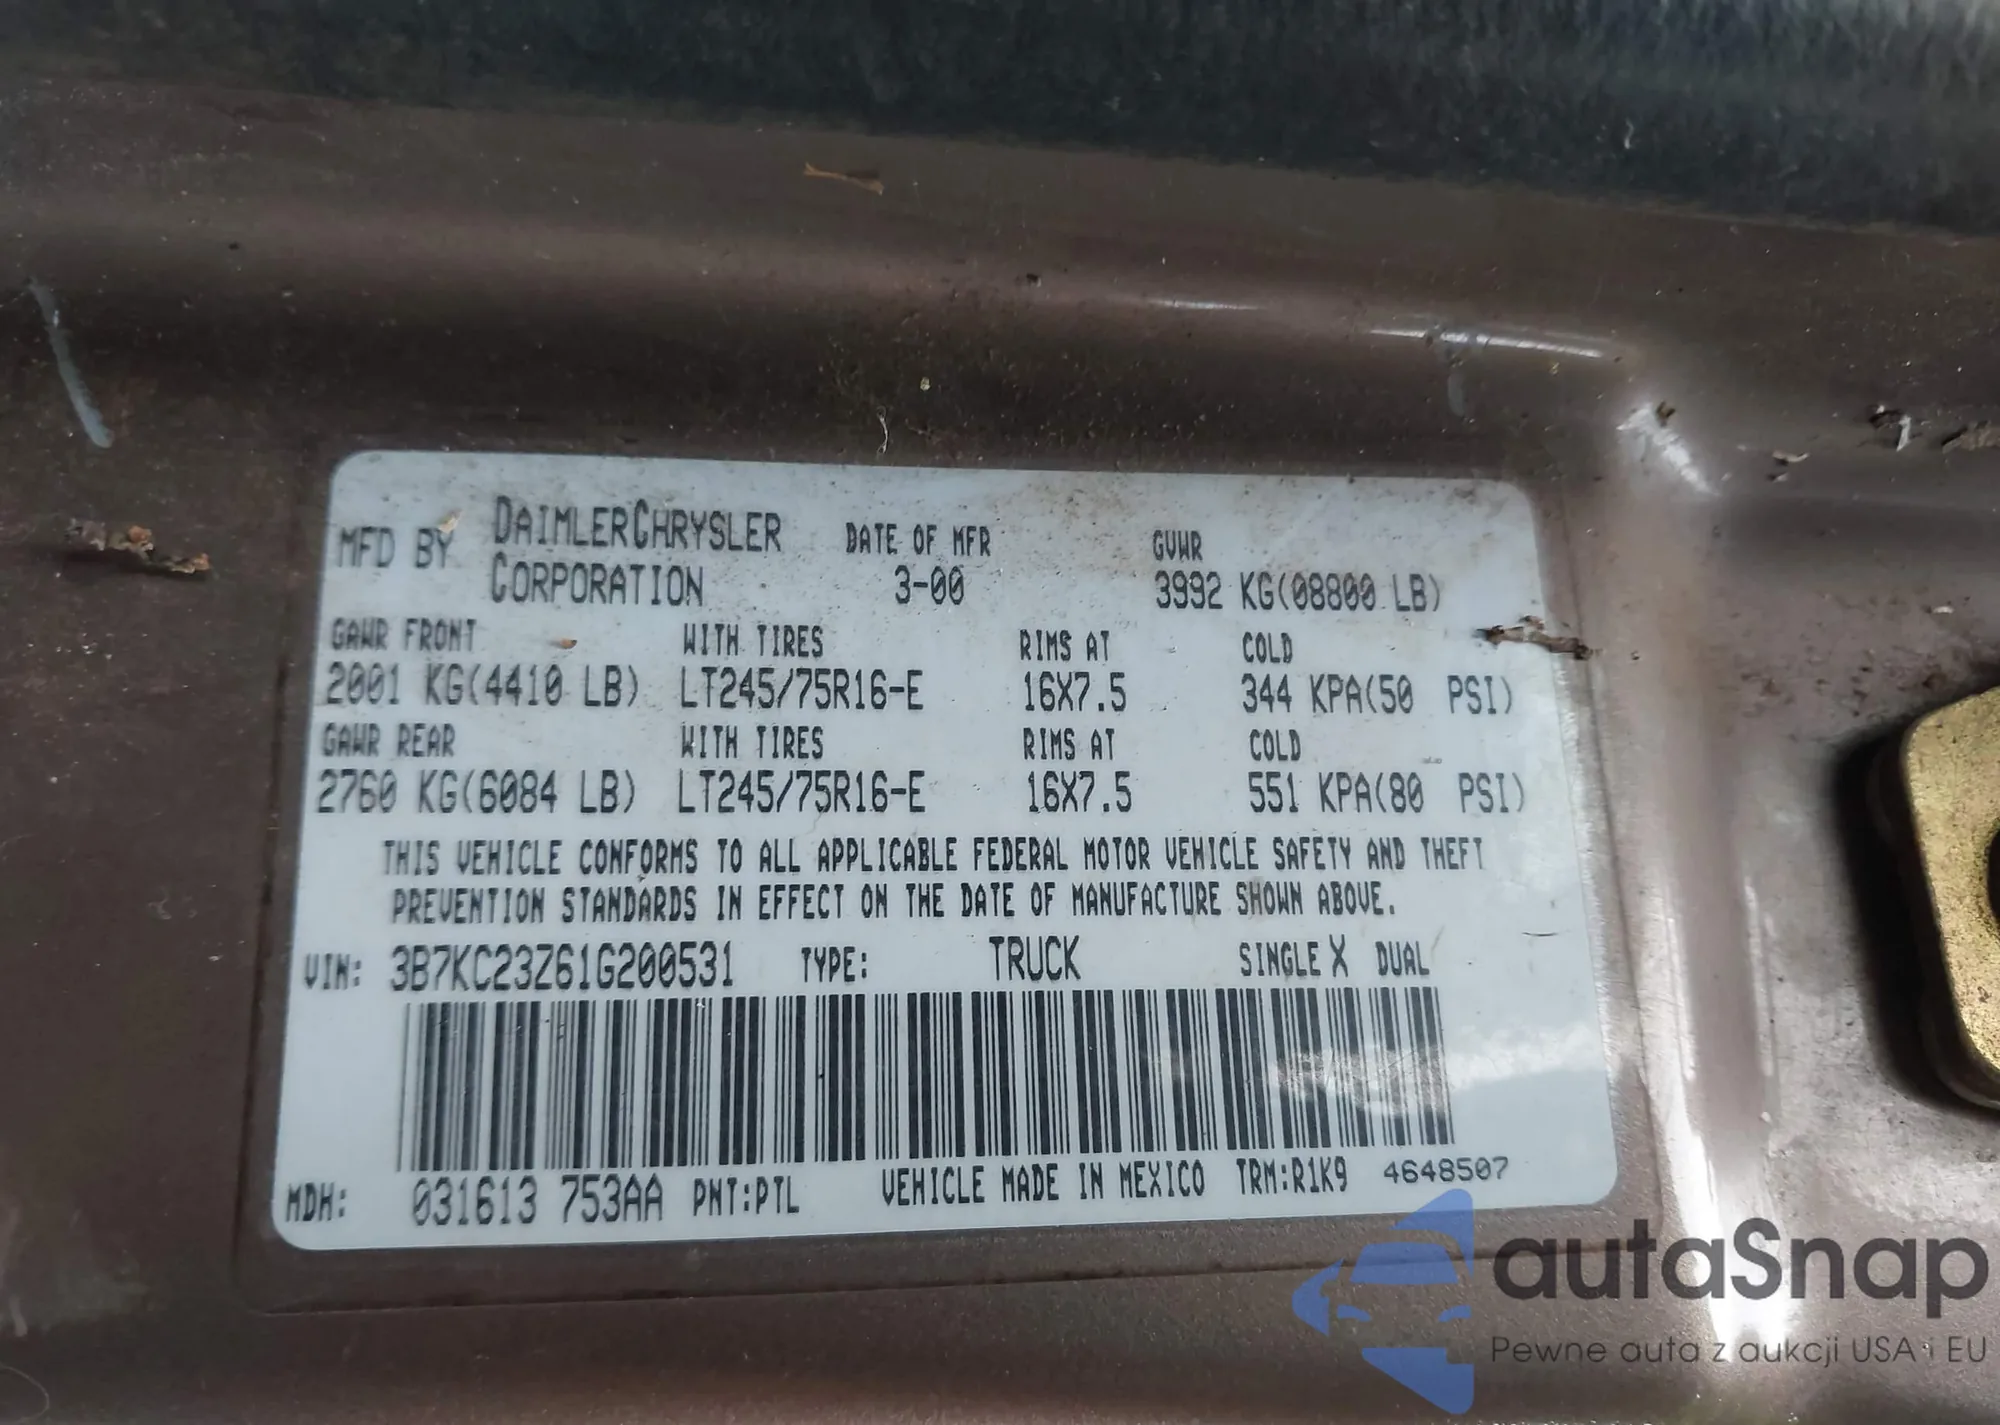 MFD BY DAIMLERCHRYSLER CORPORATION DATE OF MFR 3-00 GVWR 3992 KG(08800 LB)
GAWR FRONT WITH TIRES RIMS AT COLD
2001 KG(4410 LB) LT245/75R16-E 16X7.5 344 KPA(50 PSI)
GAWR REAR WITH TIRES RIMS AT COLD
2760 KG(6084 LB) LT245/75R16-E 16X7.5 551 KPA(80 PSI)
THIS VEHICLE CONFORMS TO ALL APPLICABLE FEDERAL MOTOR VEHICLE SAFETY AND THEFT
PREVENTION STANDARDS IN EFFECT ON THE DATE OF MANUFACTURE SHOWN ABOVE.
VIN: 3B7KC23Z61G200531 TYPE: TRUCK SINGLE X DUAL
MDH: 031613 753AA PNT:PTL VEHICLE MADE IN MEXICO TRM:R1K9 4648507
autaSnap
Pewne auta z aukcji USA i EU